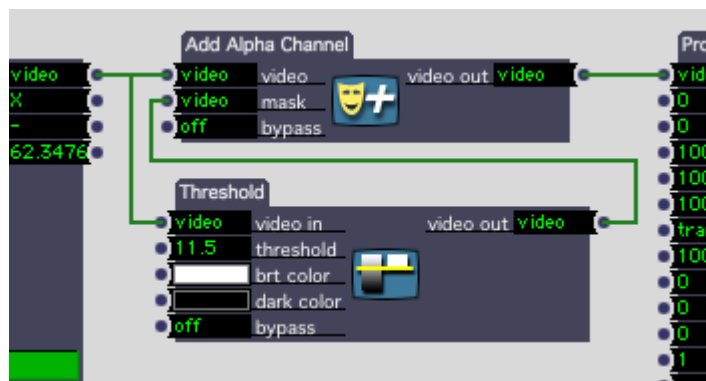 video
X
-
62.3476
Add Alpha Channel
video video video out video
video mask
off bypass
Threshold
video video in video out video
11.5 threshold
brt color
dark color
off bypass
Pro
vid
0
0
100
100
100
tra
100
0
0
0
1